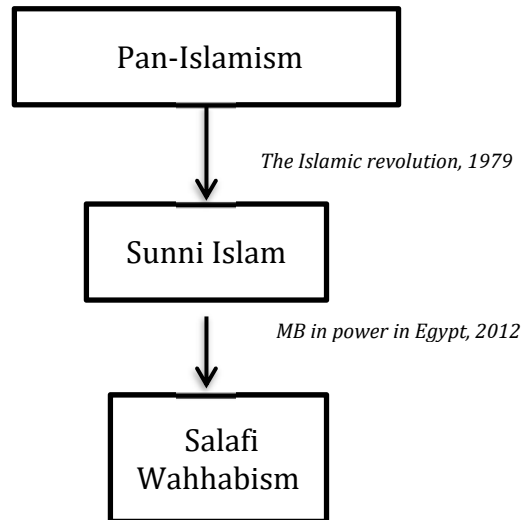 Pan-Islamism
The Islamic revolution, 1979
Sunni Islam
MB in power in Egypt, 2012
Salafi
Wahhabism